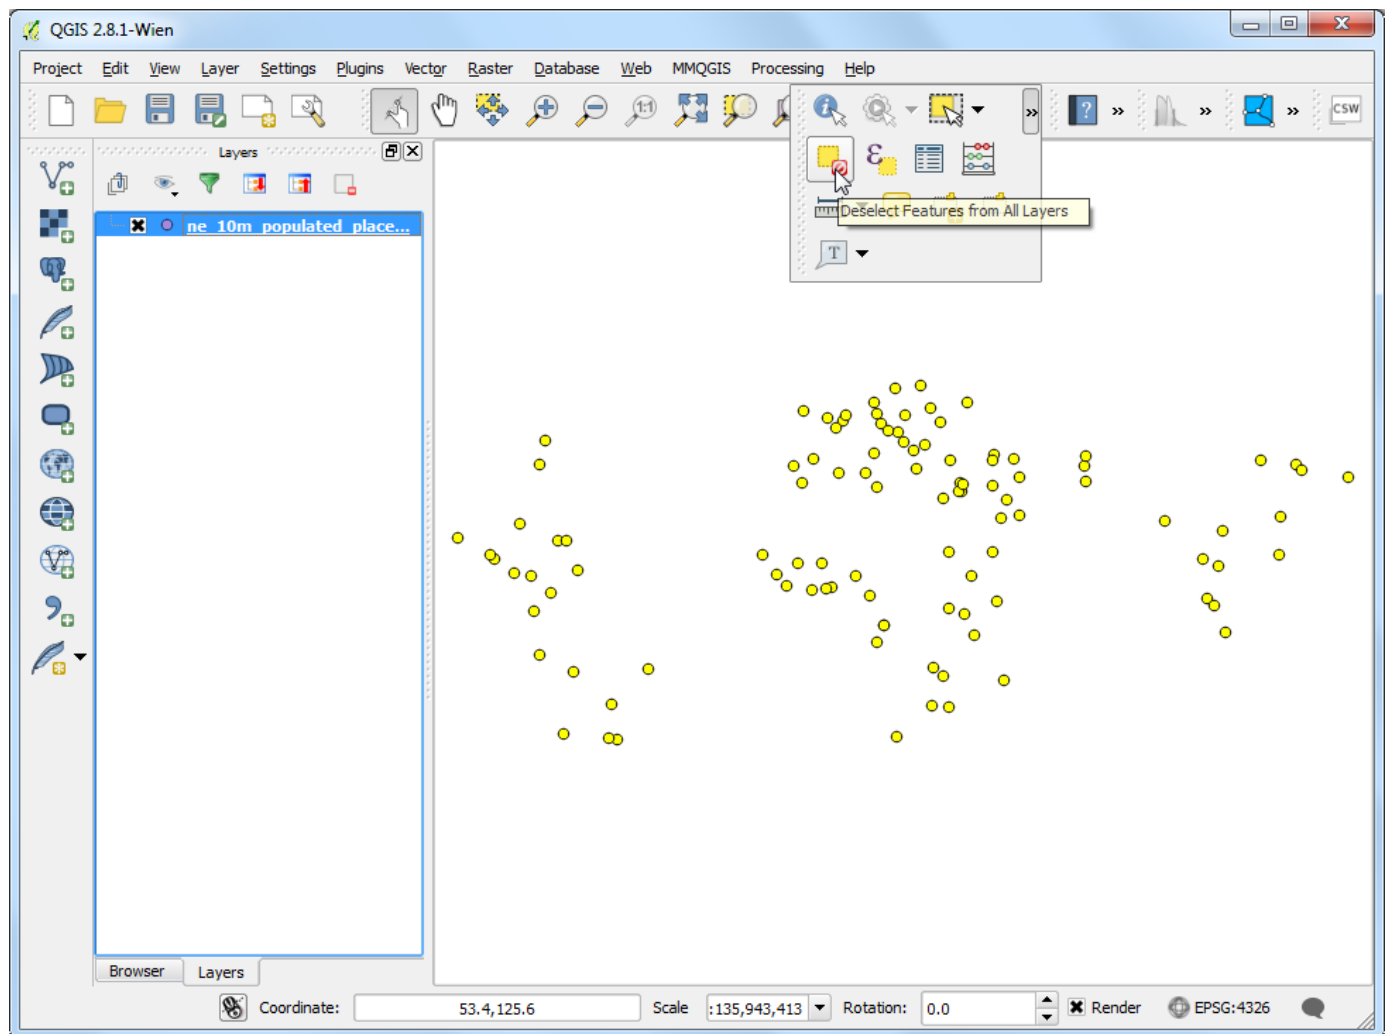 QGIS 2.8.1-Wien
Project Edit View Layer Settings Plugins Vector Raster Database Web MMQGIS Processing Help
1:1
?
CSW
ε
Layers
ne_10m_populated_place...
Deselect Features from All Layers
T
Browser Layers
Coordinate: 53.4,125.6 Scale :135,943,413 Rotation: 0.0 Render EPSG:4326